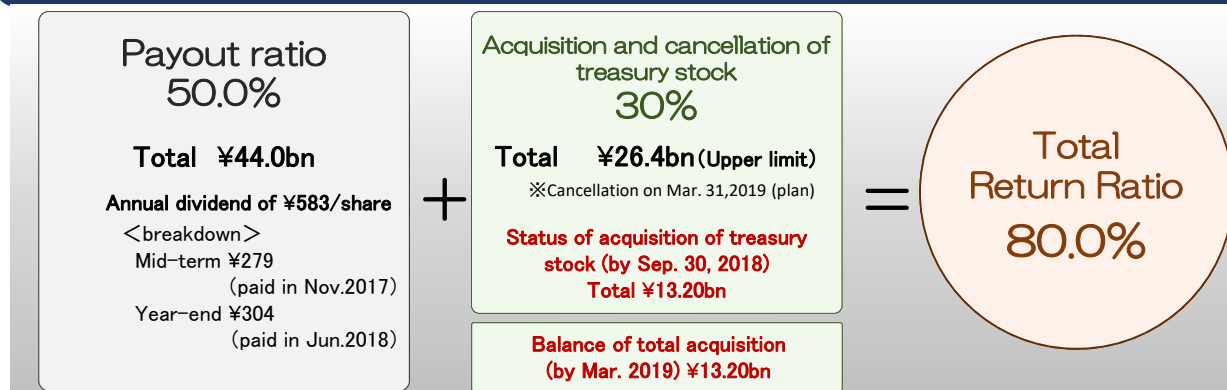 Payout ratio
50.0%
Total ¥44.0bn
Annual dividend of ¥583/share
＜breakdown＞
Mid-term ¥279
(paid in Nov.2017)
Year-end ¥304
(paid in Jun.2018)
+
Acquisition and cancellation of
treasury stock
30%
Total ¥26.4bn(Upper limit)
※Cancellation on Mar. 31,2019 (plan)
Status of acquisition of treasury
stock (by Sep. 30, 2018)
Total ¥13.20bn
Balance of total acquisition
(by Mar. 2019) ¥13.20bn
=
Total
Return Ratio
80.0%